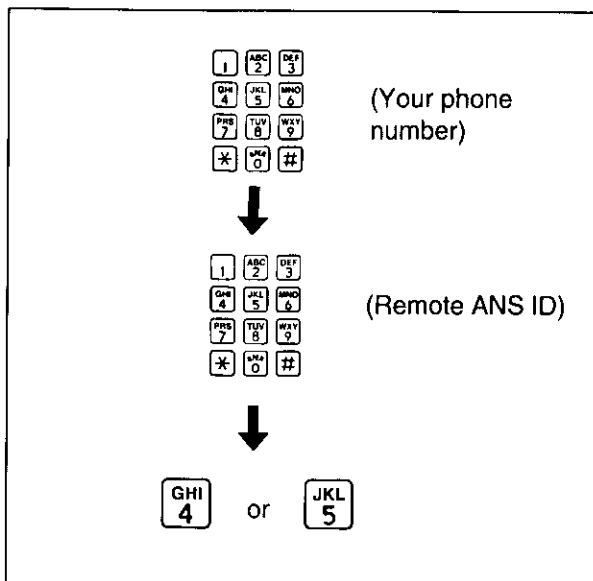 1 ABC 2 DEF 3
GHI 4 JKL 5 MNO 6
PRS 7 TUV 8 WXY 9
* 0 #
(Your phone
number)
1 ABC 2 DEF 3
GHI 4 JKL 5 MNO 6
PRS 7 TUV 8 WXY 9
* 0 #
(Remote ANS ID)
GHI 4 or JKL 5